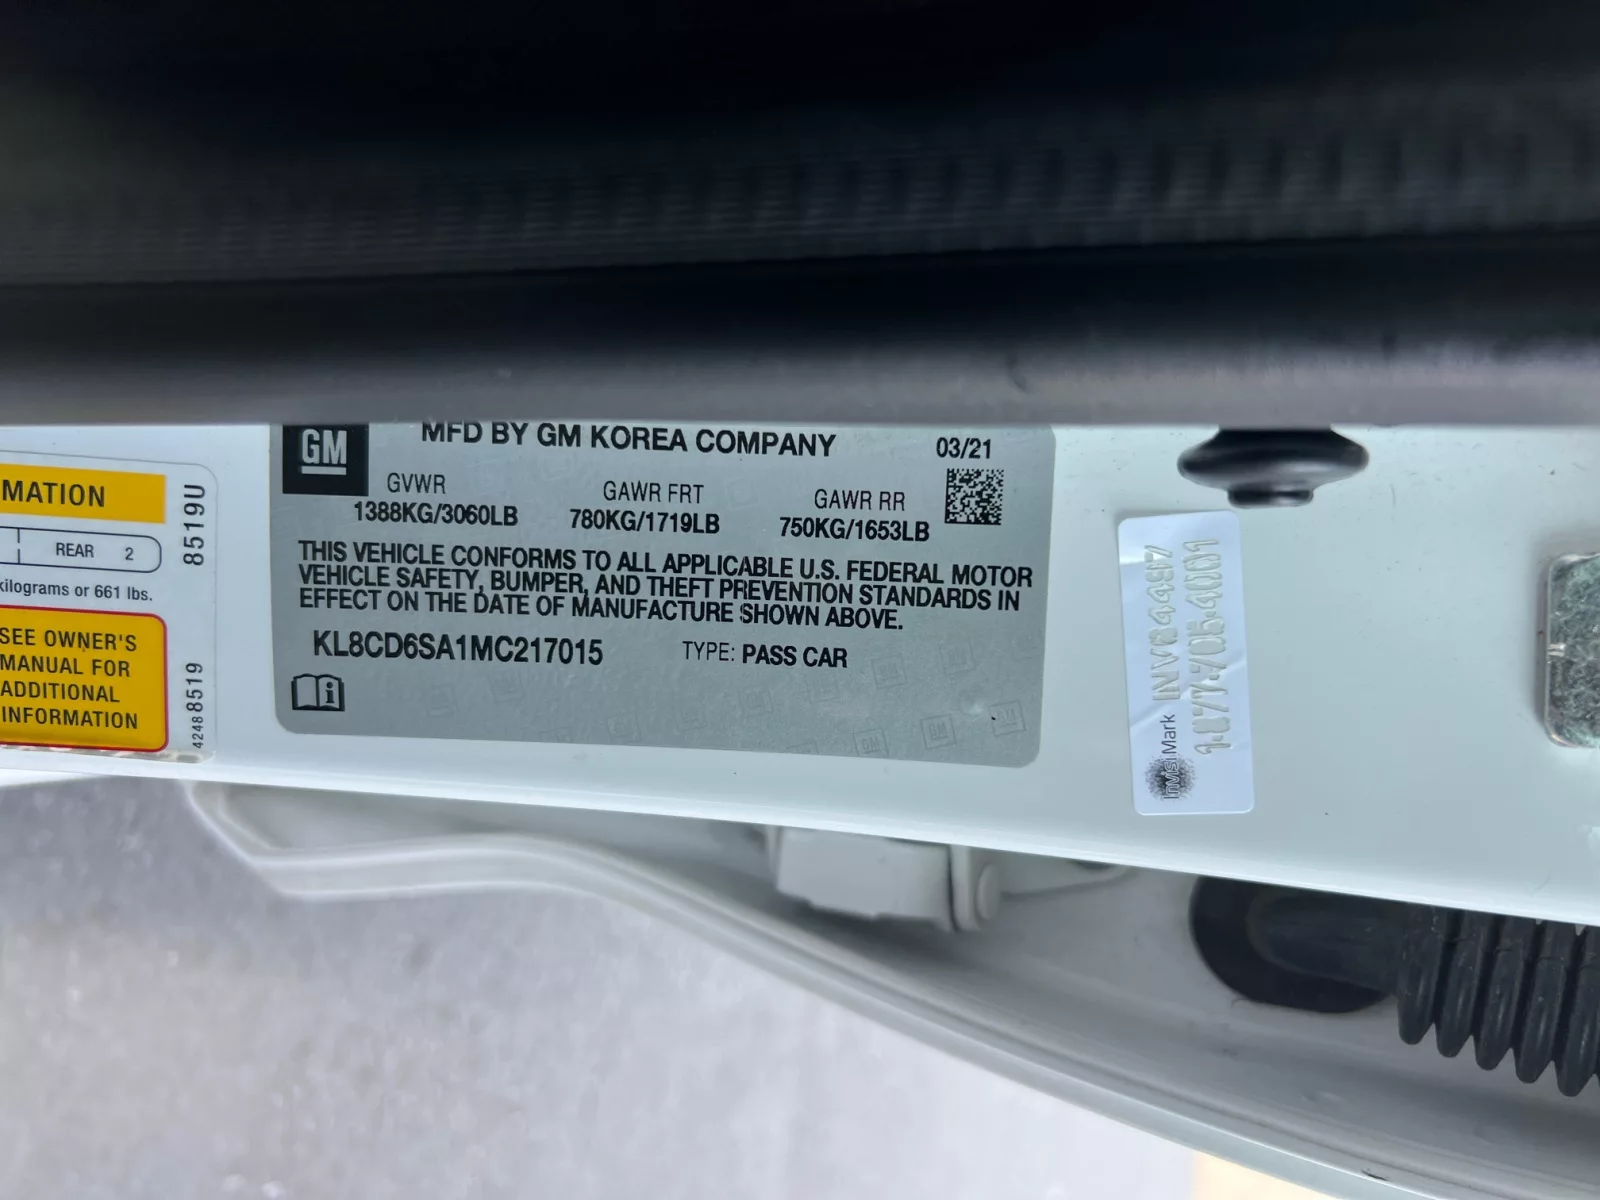 MATION
REAR 2
kilograms or 661 lbs.
SEE OWNER'S
MANUAL FOR
ADDITIONAL
INFORMATION
8519U
42488519
GM
MFD BY GM KOREA COMPANY
03/21
GVWR
1388KG/3060LB
GAWR FRT
780KG/1719LB
GAWR RR
750KG/1653LB
THIS VEHICLE CONFORMS TO ALL APPLICABLE U.S. FEDERAL MOTOR
VEHICLE SAFETY, BUMPER, AND THEFT PREVENTION STANDARDS IN
EFFECT ON THE DATE OF MANUFACTURE SHOWN ABOVE.
KL8CD6SA1MC217015
TYPE: PASS CAR
InvisiMark